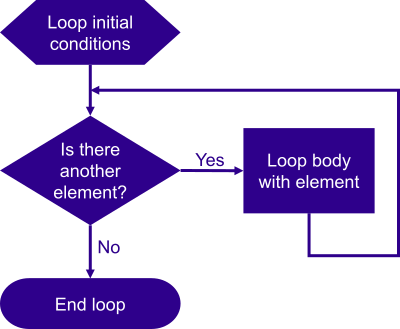 Loop initial
conditions
Is there
another
element?
Yes
Loop body
with element
No
End loop